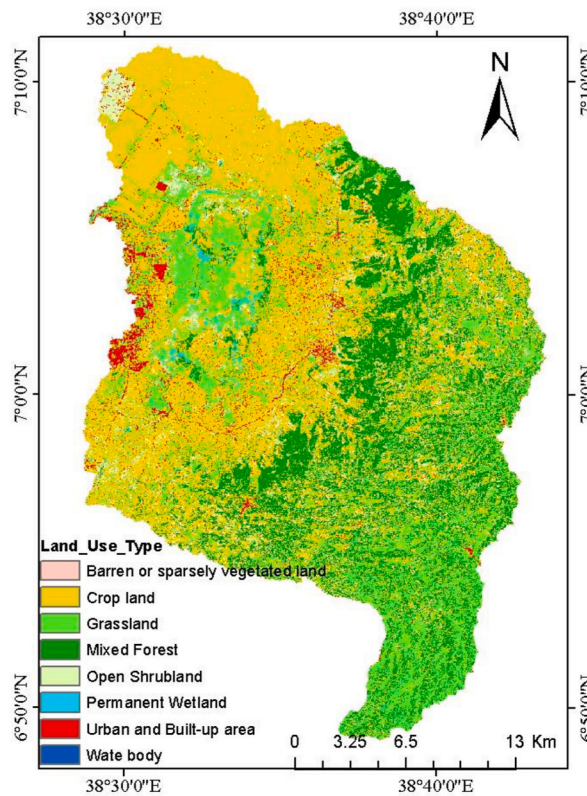 38°30'0"E 38°40'0"E
7°10'0"N 7°10'0"N
N
7°0'0"N 7°0'0"N
Land_Use_Type
Barren or sparsely vegetated land
Crop land
Grassland
Mixed Forest
Open Shrubland
Permanent Wetland
Urban and Built-up area
Wate body
6°50'0"N 6°50'0"N
0 3.25 6.5 13 Km
38°30'0"E 38°40'0"E